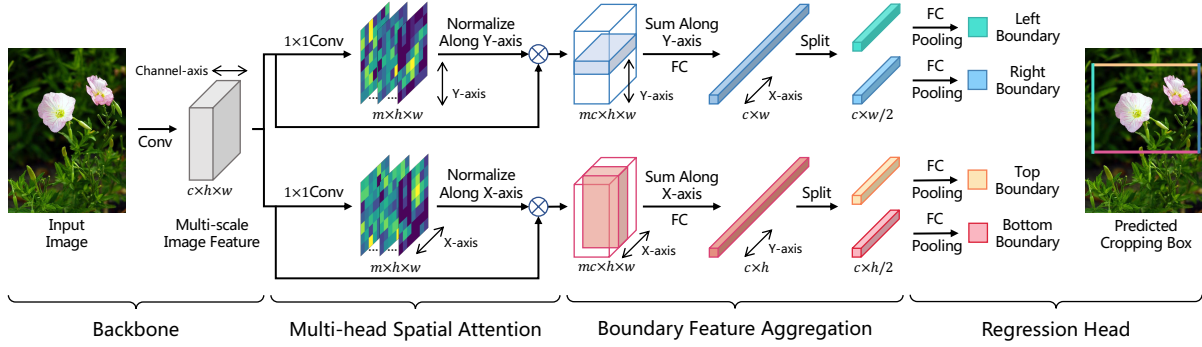 Input
Image
Conv
Channel-axis
c×h×w
Multi-scale
Image Feature
1×1Conv
m×h×w
Normalize
Along Y-axis
Y-axis
mc×h×w
Y-axis
Sum Along
Y-axis
FC
X-axis
c×w
Split
c×w/2
FC
Pooling
Left
Boundary
FC
Pooling
Right
Boundary
1×1Conv
m×h×w
Normalize
Along X-axis
X-axis
mc×h×w
X-axis
Sum Along
X-axis
FC
Y-axis
c×h
Split
c×h/2
FC
Pooling
Top
Boundary
FC
Pooling
Bottom
Boundary
Predicted
Cropping Box
Backbone
Multi-head Spatial Attention
Boundary Feature Aggregation
Regression Head